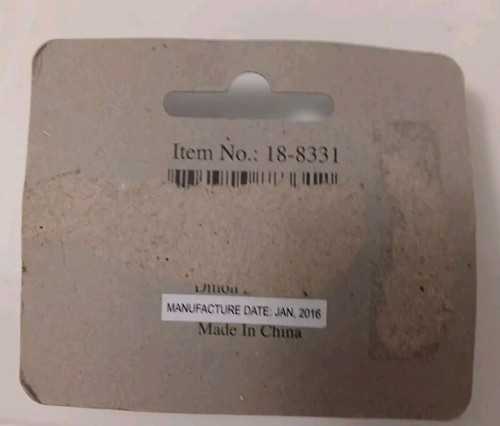 Item No.: 18-8331
MANUFACTURE DATE: JAN, 2016
Made In China